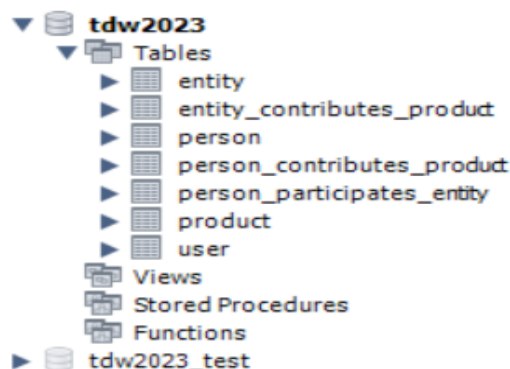 tdw2023
Tables
entity
entity_contributes_product
person
person_contributes_product
person_participates_entity
product
user
Views
Stored Procedures
Functions
tdw2023_test